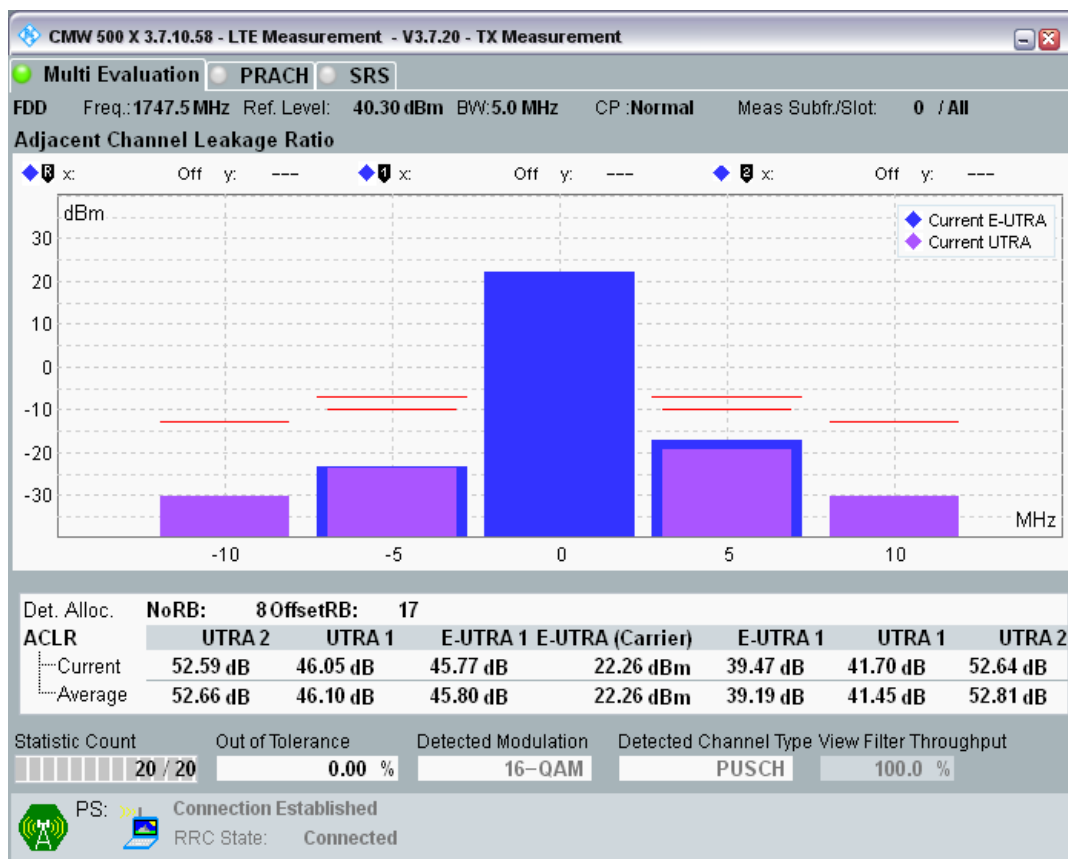 CMW 500 X 3.7.10.58 - LTE Measurement - V3.7.20 - TX Measurement
Multi Evaluation PRACH SRS
FDD Freq.: 1747.5 MHz Ref. Level: 40.30 dBm BW: 5.0 MHz CP : Normal Meas Subfr./Slot: 0 / All
Adjacent Channel Leakage Ratio
R x: Off y: --- 1 x: Off y: --- 2 x: Off y: ---
dBm
Current E-UTRA
Current UTRA
30
20
10
0
-10
-20
-30
MHz
-10 -5 0 5 10
Det. Alloc. NoRB: 8 OffsetRB: 17
ACLR UTRA 2 UTRA 1 E-UTRA 1 E-UTRA (Carrier) E-UTRA 1 UTRA 1 UTRA 2
Current 52.59 dB 46.05 dB 45.77 dB 22.26 dBm 39.47 dB 41.70 dB 52.64 dB
Average 52.66 dB 46.10 dB 45.80 dB 22.26 dBm 39.19 dB 41.45 dB 52.81 dB
Statistic Count Out of Tolerance Detected Modulation Detected Channel Type View Filter Throughput
20 / 20 0.00 % 16-QAM PUSCH 100.0 %
PS: Connection Established
RRC State: Connected